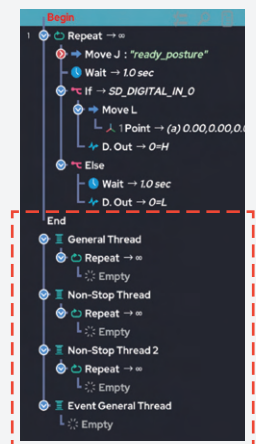 Begin
1 Repeat → ∞
Move J : "ready_posture"
Wait → 1.0 sec
If → SD_DIGITAL_IN_0
Move L
1 Point → (a) 0.00,0.00,0.0
D. Out → 0=H
Else
Wait → 1.0 sec
D. Out → 0=L
End
General Thread
Repeat → ∞
Empty
Non-Stop Thread
Repeat → ∞
Empty
Non-Stop Thread 2
Repeat → ∞
Empty
Event General Thread
Empty